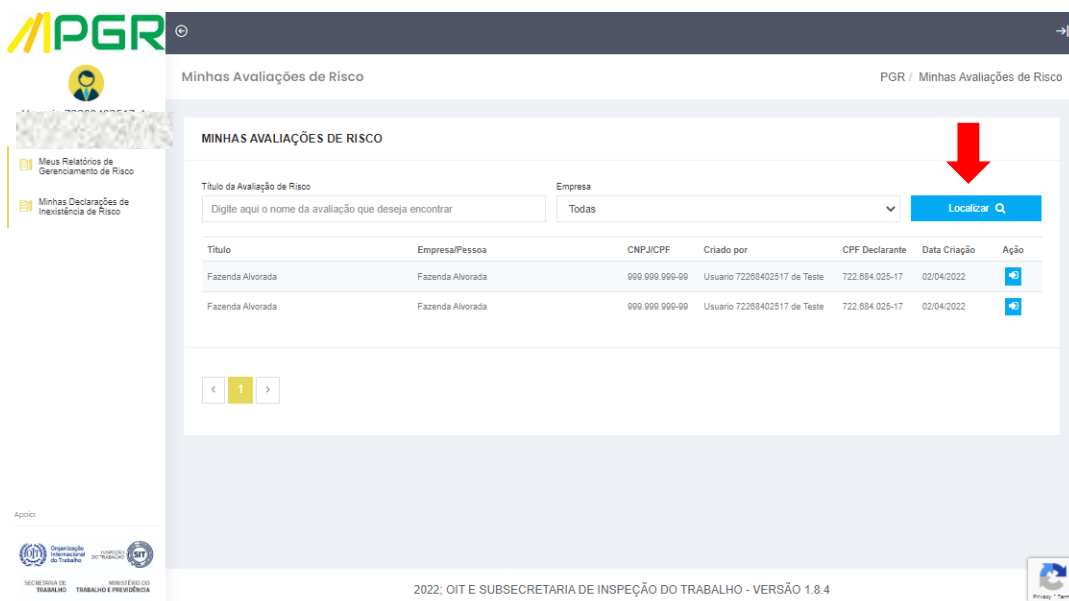 PGR
Minhas Avaliações de Risco
PGR / Minhas Avaliações de Risco
Meus Relatórios de
Gerenciamento de Risco
Minhas Declarações de
Inexistência de Risco
MINHAS AVALIAÇÕES DE RISCO
Título da Avaliação de Risco Empresa
Digite aqui o nome da avaliação que deseja encontrar Todas Localizar
Título Empresa/Pessoa CNPJ/CPF Criado por CPF Declarante Data Criação Ação
Fazenda Alvorada Fazenda Alvorada 999.999.999-99 Usuario 72268402517 de Teste 722.684.025-17 02/04/2022
Fazenda Alvorada Fazenda Alvorada 999.999.999-99 Usuario 72268402517 de Teste 722.684.025-17 02/04/2022
< 1 >
Apoio:
Organização
Internacional
do Trabalho
INSPEÇÃO
DO TRABALHO
SIT
SECRETARIA DE
TRABALHO
MINISTÉRIO DO
TRABALHO E PREVIDÊNCIA
2022; OIT E SUBSECRETARIA DE INSPEÇÃO DO TRABALHO - VERSÃO 1.8.4